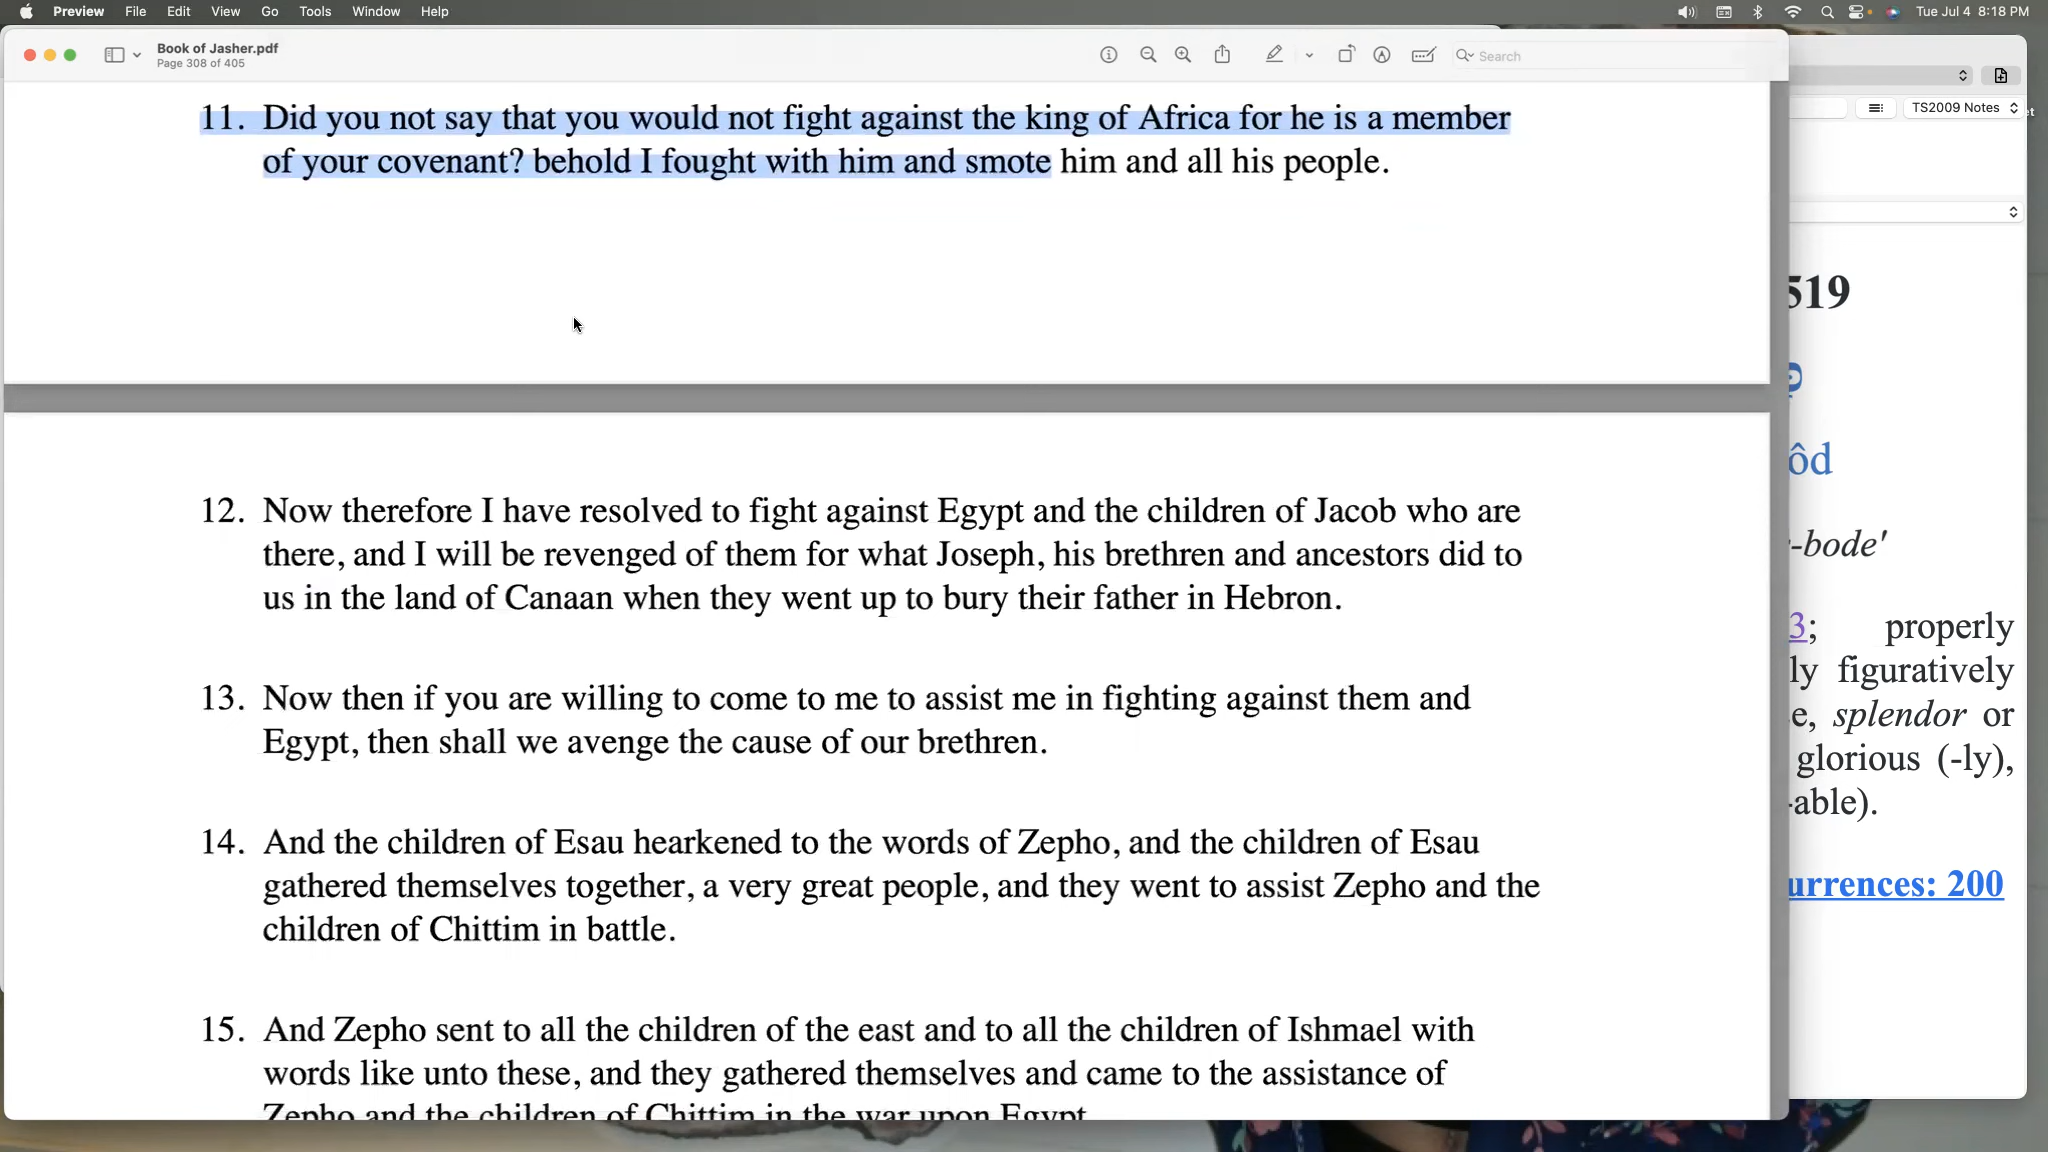 Preview File Edit View Go Tools Window Help
Tue Jul 4 8:18 PM
Book of Jasher.pdf
Page 308 of 405
Search
TS2009 Notes
11. Did you not say that you would not fight against the king of Africa for he is a member
of your covenant? behold I fought with him and smote him and all his people.
12. Now therefore I have resolved to fight against Egypt and the children of Jacob who are
there, and I will be revenged of them for what Joseph, his brethren and ancestors did to
us in the land of Canaan when they went up to bury their father in Hebron.
13. Now then if you are willing to come to me to assist me in fighting against them and
Egypt, then shall we avenge the cause of our brethren.
14. And the children of Esau hearkened to the words of Zepho, and the children of Esau
gathered themselves together, a very great people, and they went to assist Zepho and the
children of Chittim in battle.
15. And Zepho sent to all the children of the east and to all the children of Ishmael with
words like unto these, and they gathered themselves and came to the assistance of
Zepho and the children of Chittim in the war upon Egypt.
519
ôd
-bode'
3; properly
ly figuratively
e, splendor or
glorious (-ly),
-able).
urrences: 200